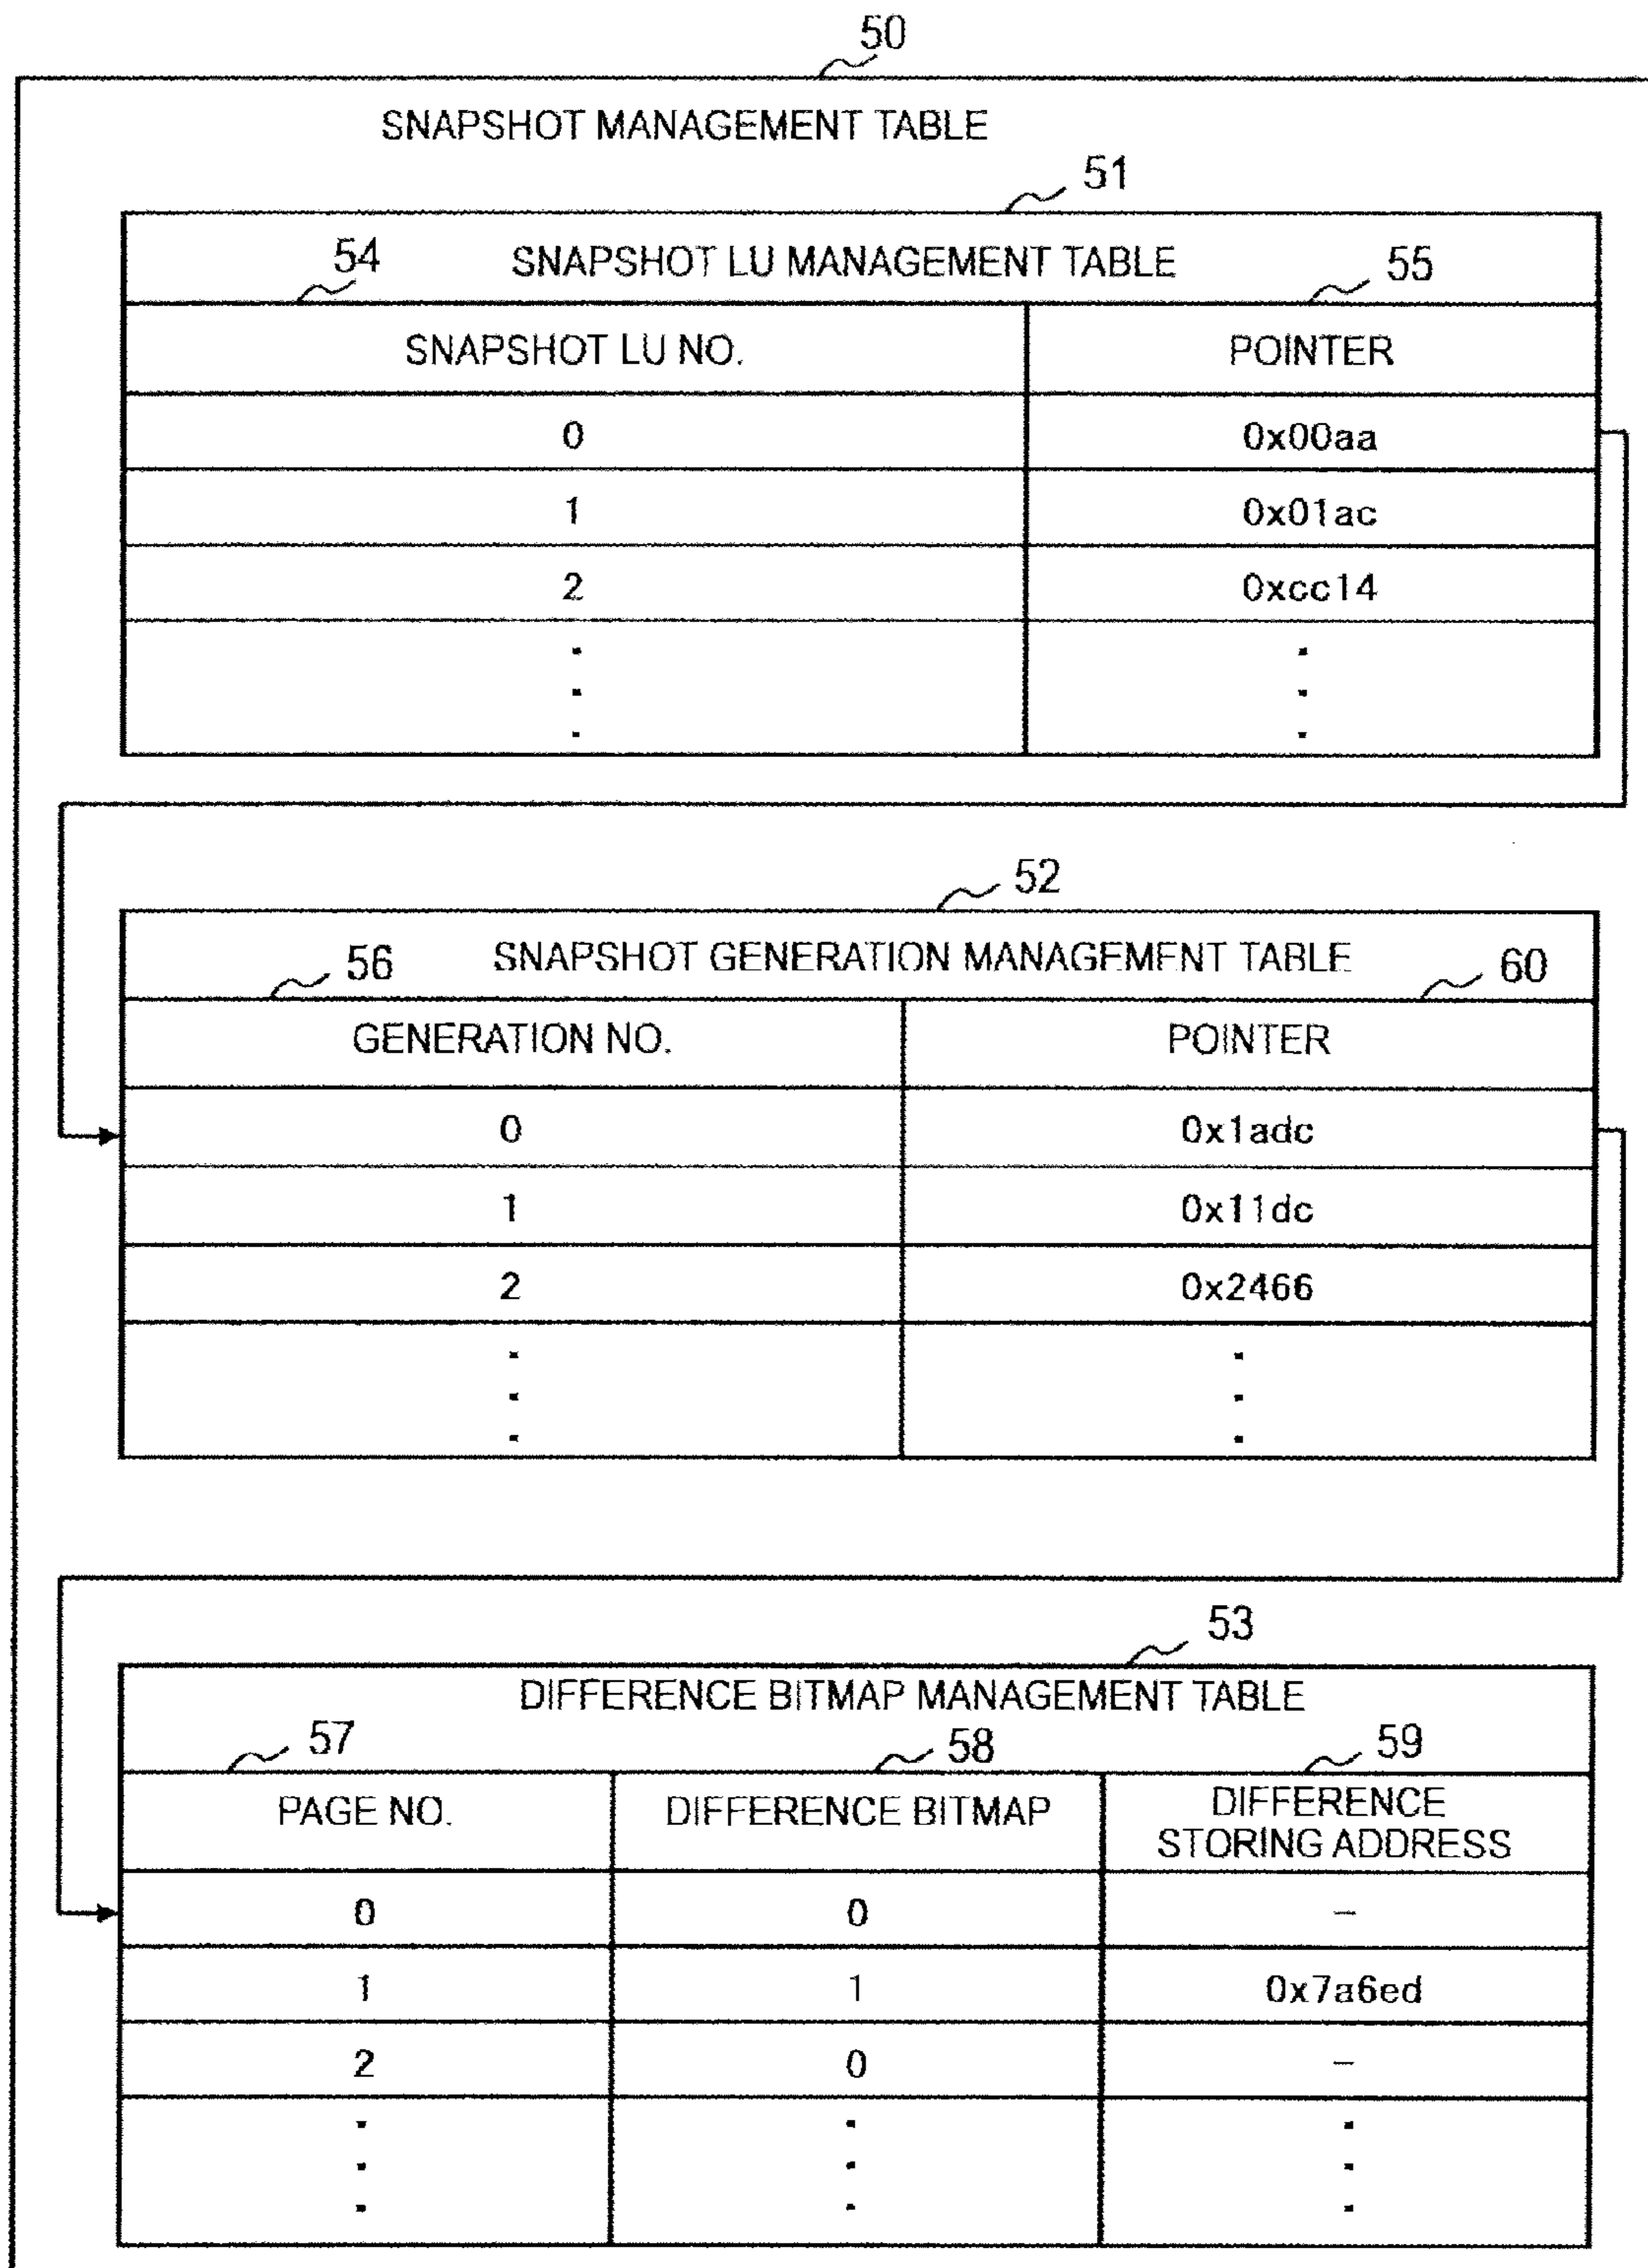 50
SNAPSHOT MANAGEMENT TABLE
51
54 SNAPSHOT LU MANAGEMENT TABLE 55
SNAPSHOT LU NO. POINTER
0 0x00aa
1 0x01ac
2 0xcc14
. .
. .
. .
52
56 SNAPSHOT GENERATION MANAGEMENT TABLE 60
GENERATION NO. POINTER
0 0x1adc
1 0x11dc
2 0x2466
. .
. .
. .
53
DIFFERENCE BITMAP MANAGEMENT TABLE
57 58 59
PAGE NO. DIFFERENCE BITMAP DIFFERENCE
STORING ADDRESS
0 0 –
1 1 0x7a6ed
2 0 –
. . .
. . .
. . .